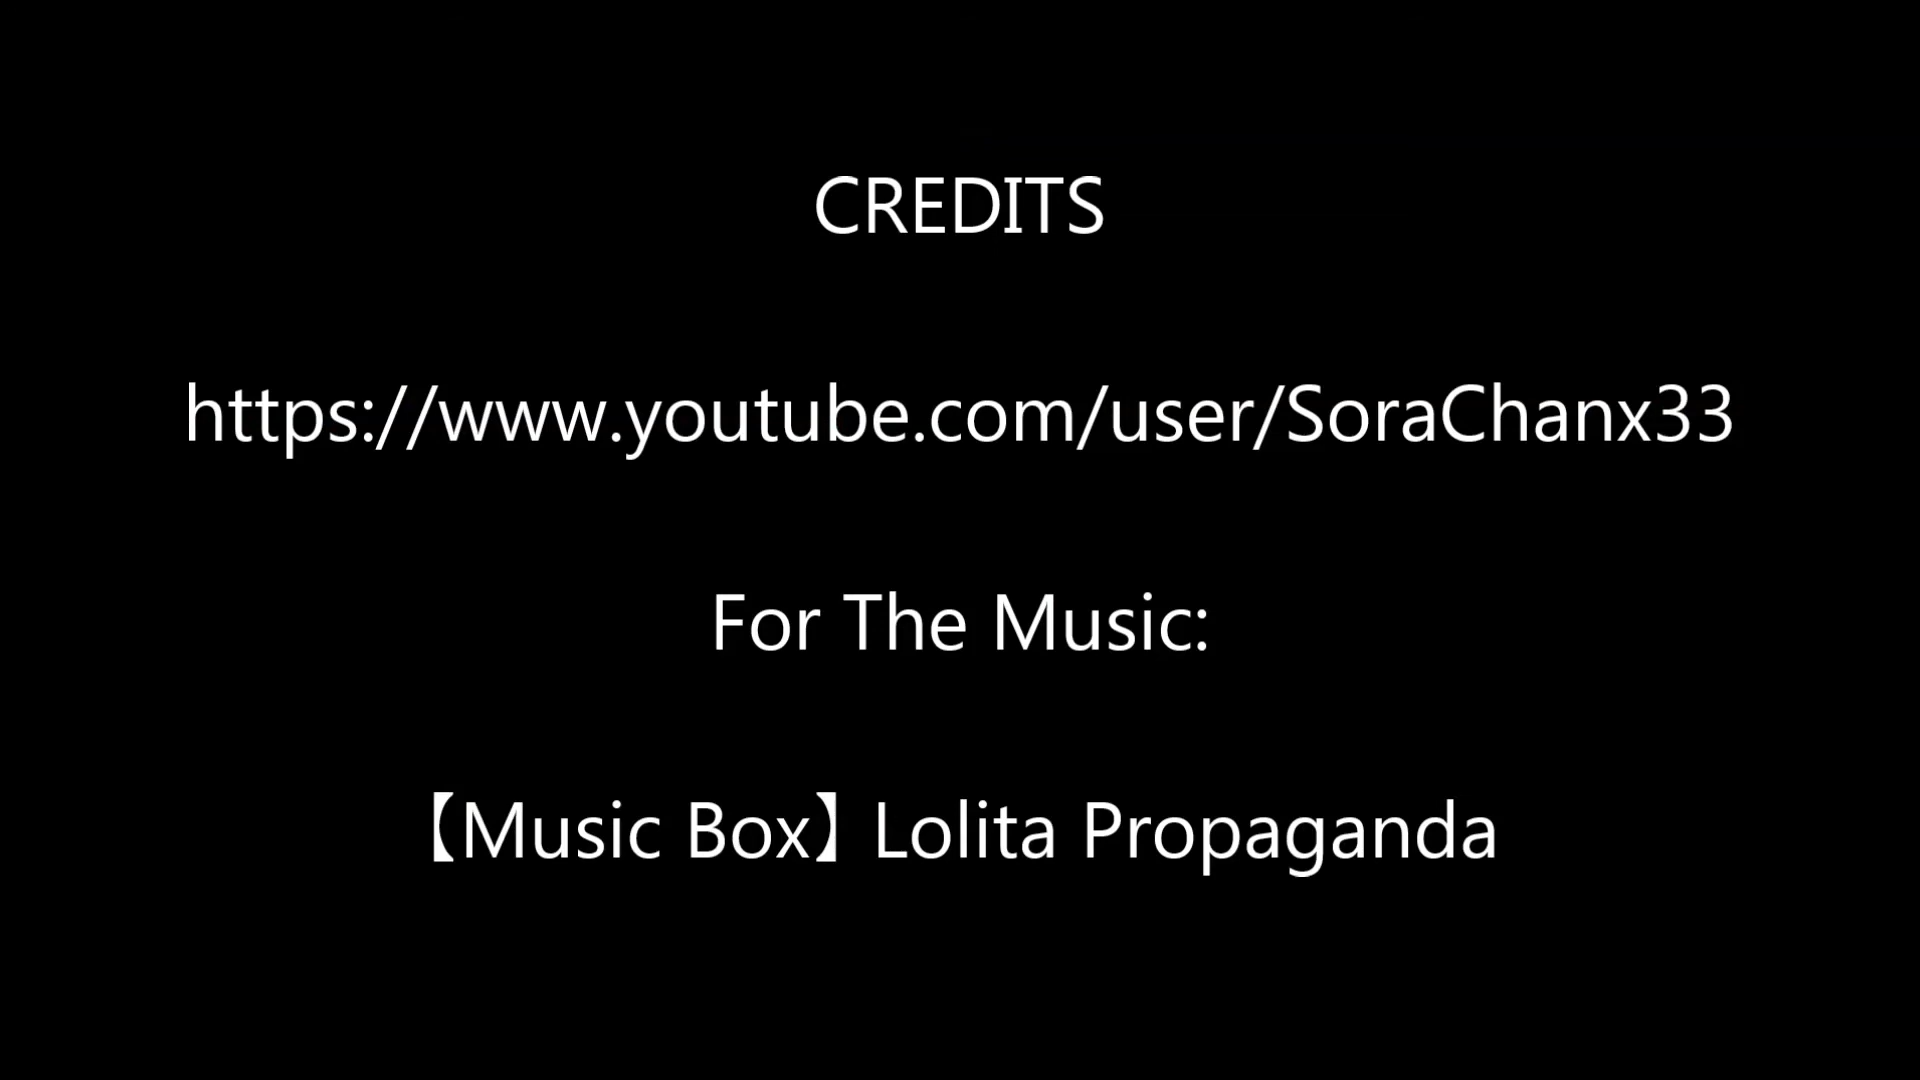 CREDITS
https://www.youtube.com/user/SoraChanx33
For The Music:
【Music Box】Lolita Propaganda